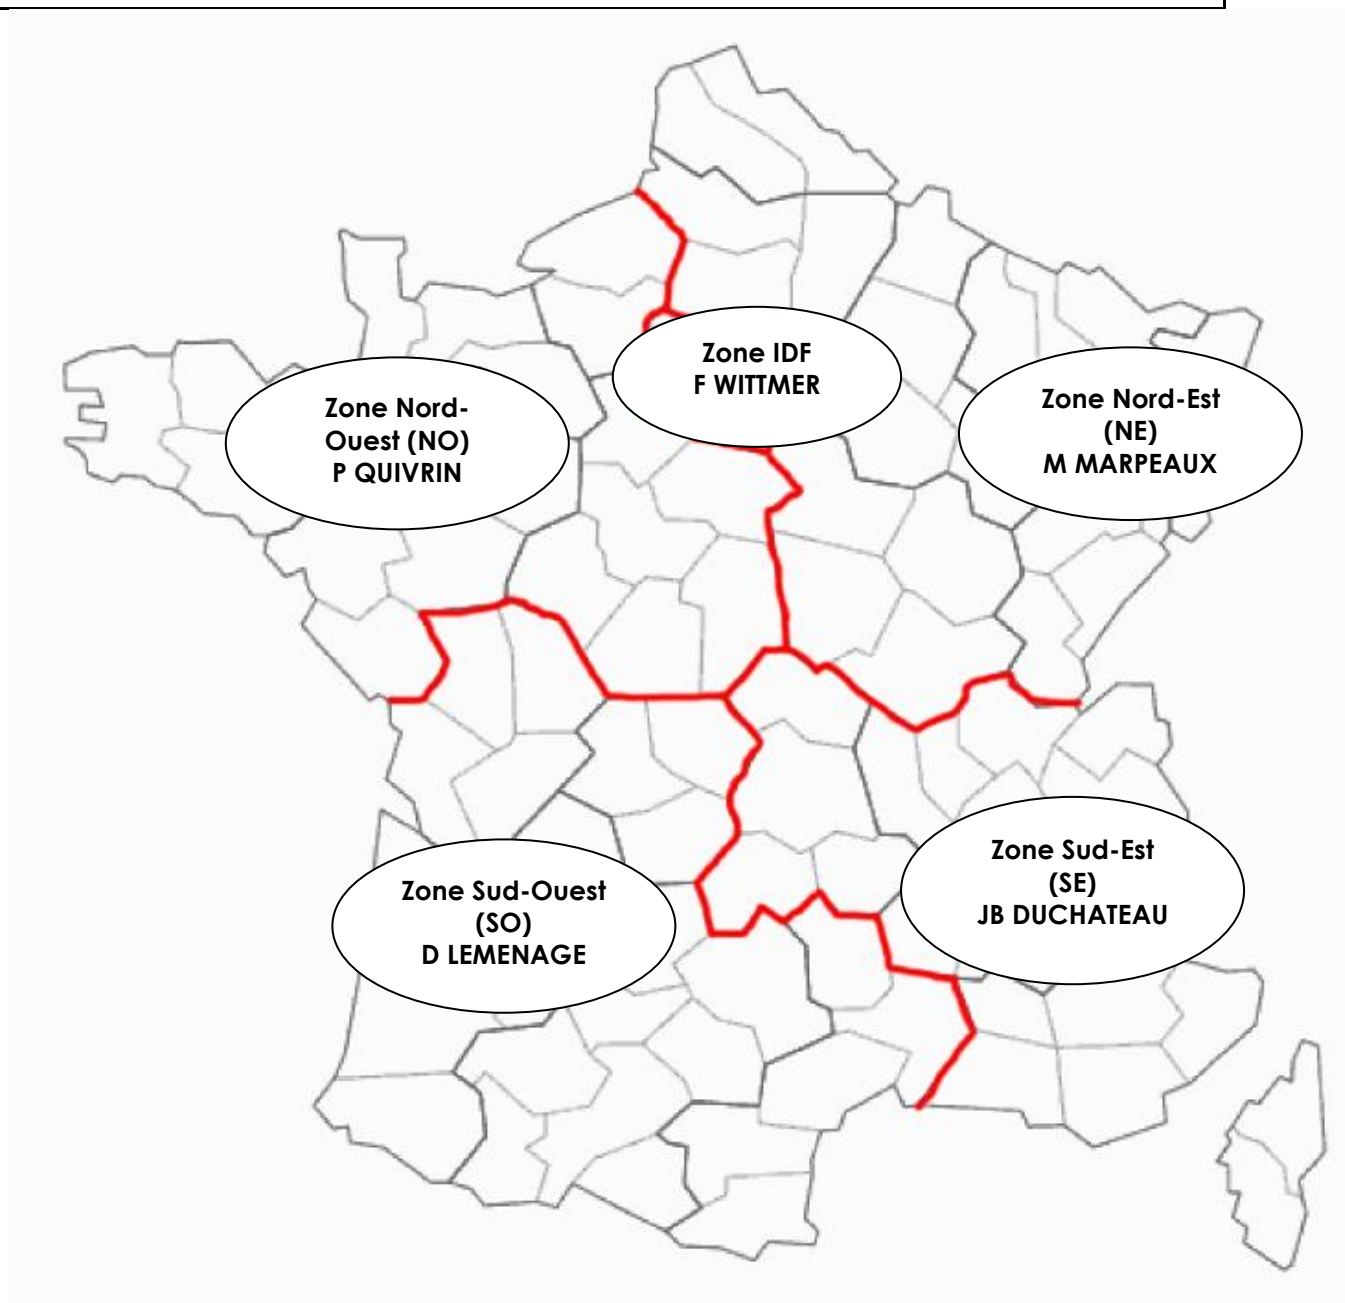 Zone IDF
F WITTMER
Zone Nord-
Ouest (NO)
P QUIVRIN
Zone Nord-Est
(NE)
M MARPEAUX
Zone Sud-Est
(SE)
JB DUCHATEAU
Zone Sud-Ouest
(SO)
D LEMENAGE